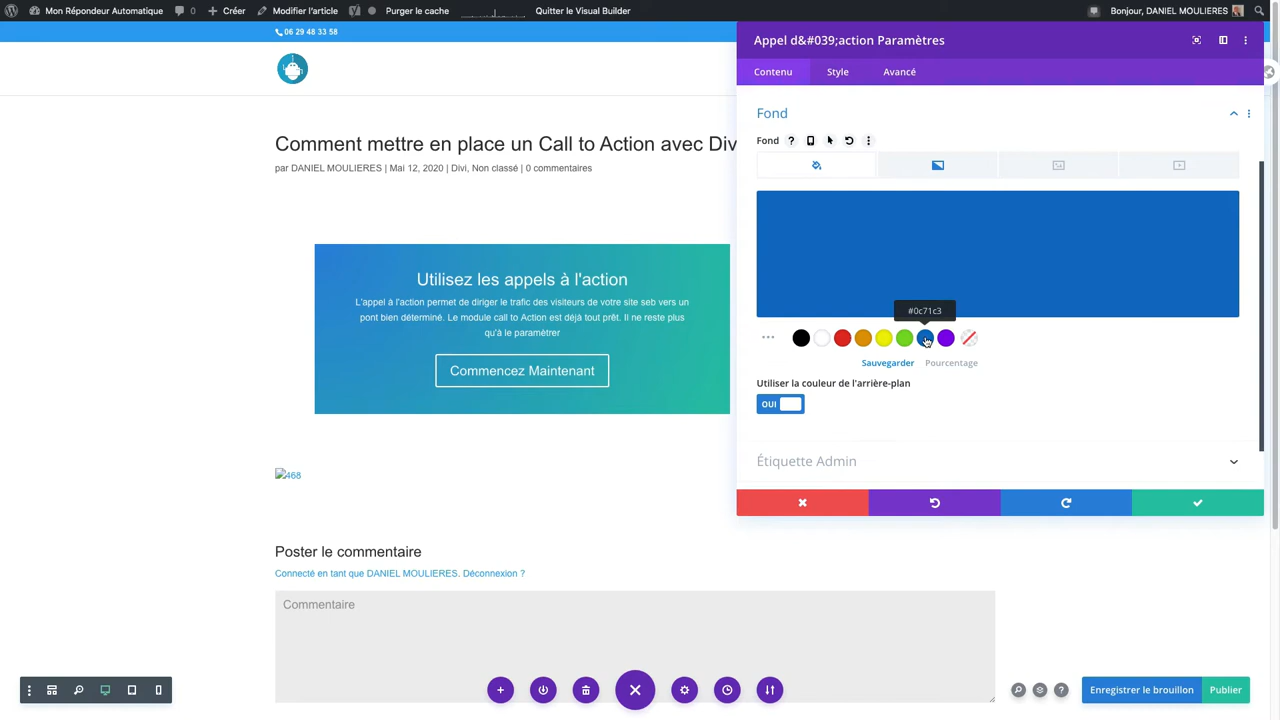 Mon Répondeur Automatique 0 Créer Modifier l'article Purger le cache Quitter le Visual Builder Bonjour, DANIEL MOULIERES
06 29 48 33 58
Comment mettre en place un Call to Action avec Div
par DANIEL MOULIERES | Mai 12, 2020 | Divi, Non classé | 0 commentaires
Utilisez les appels à l'action
L'appel à l'action permet de diriger le trafic des visiteurs de votre site seb vers un
pont bien déterminé. Le module call to Action est déjà tout prêt. Il ne reste plus
qu'à le paramètrer
Commencez Maintenant
468
Poster le commentaire
Connecté en tant que DANIEL MOULIERES. Déconnexion ?
Commentaire
Appel d&#039;action Paramètres
Contenu Style Avancé
Fond
Fond
#0c71c3
Sauvegarder Pourcentage
Utiliser la couleur de l'arrière-plan
OUI
Étiquette Admin
Enregistrer le brouillon Publier